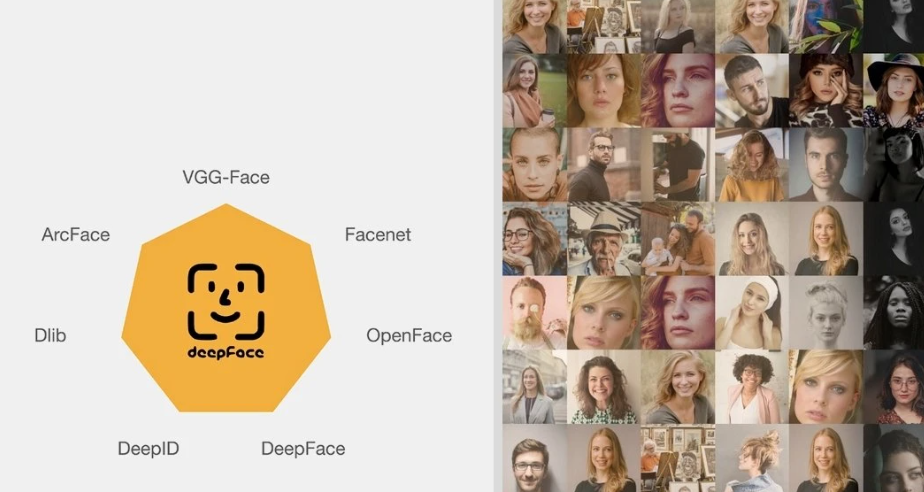 VGG-Face
ArcFace
Facenet
deepface
Dlib
OpenFace
DeepID
DeepFace